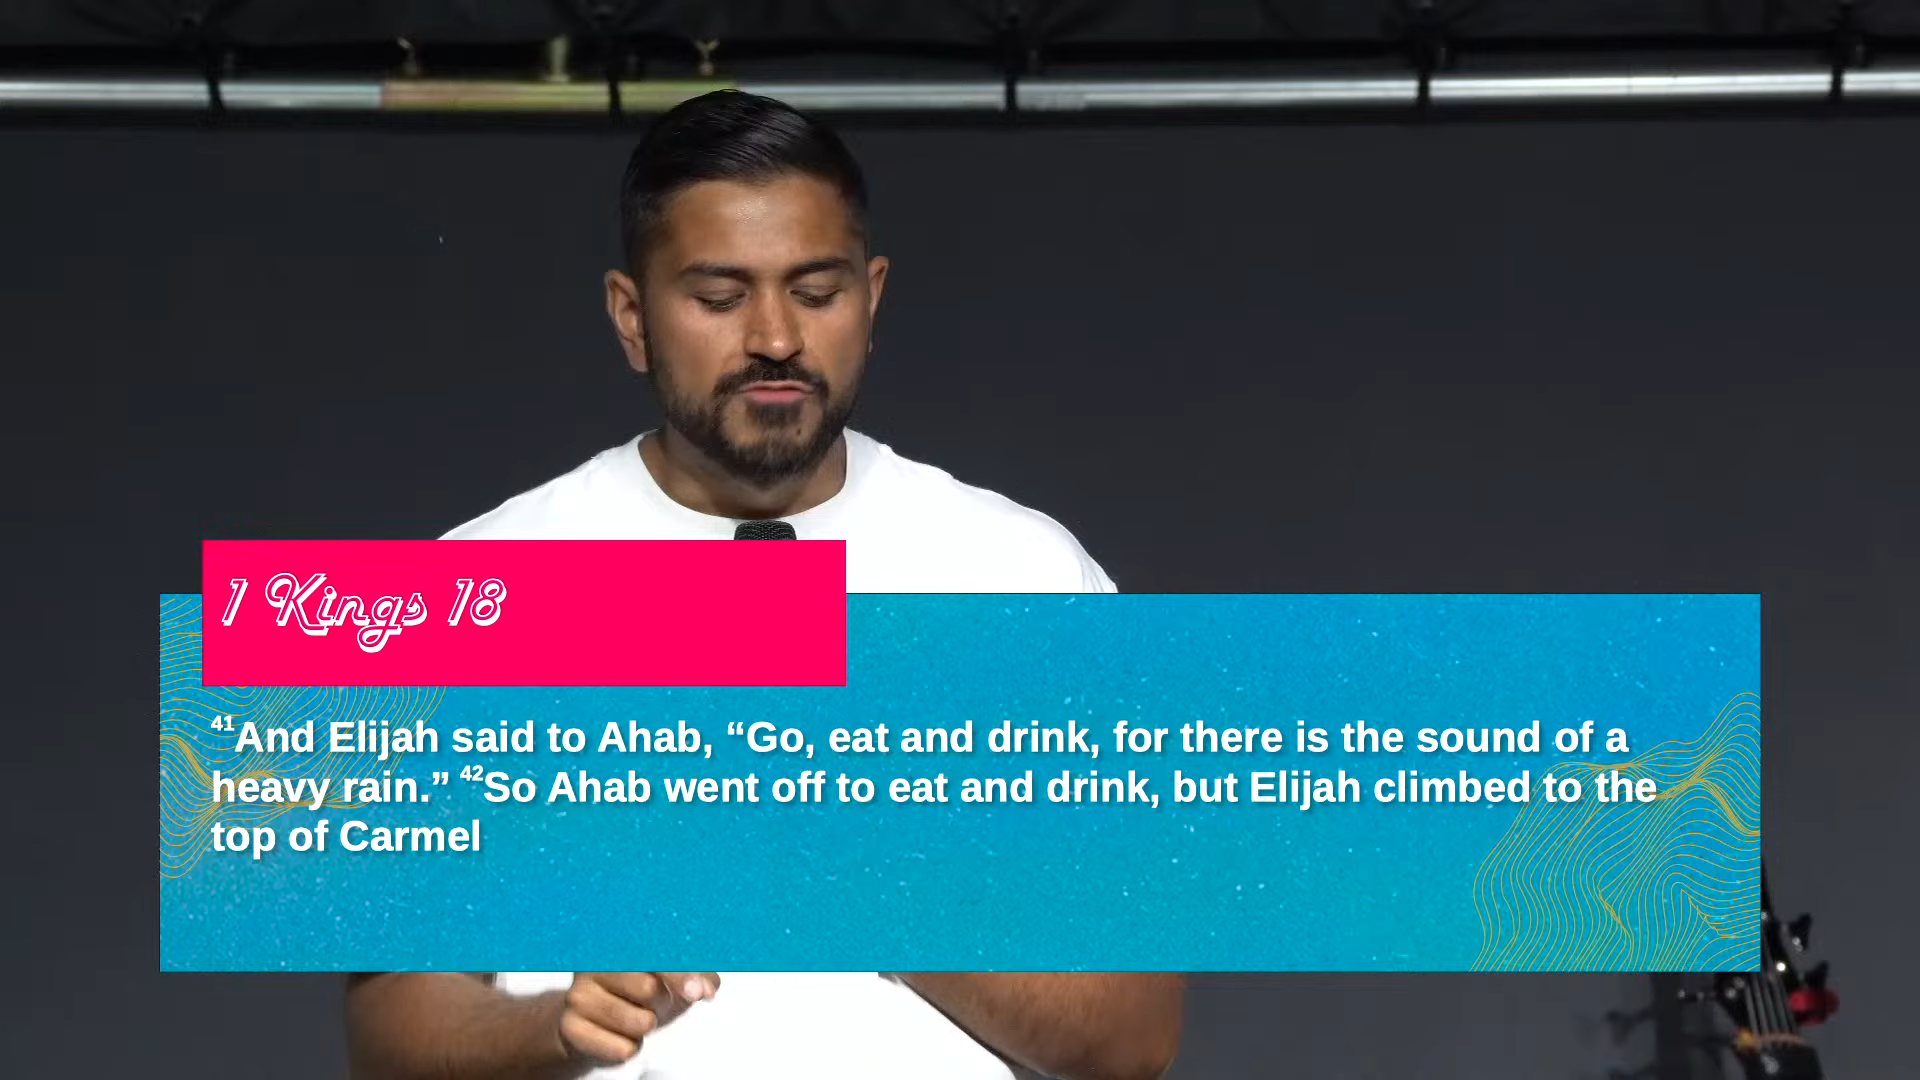 1 Kings 18
41And Elijah said to Ahab, “Go, eat and drink, for there is the sound of a
heavy rain.” 42So Ahab went off to eat and drink, but Elijah climbed to the
top of Carmel